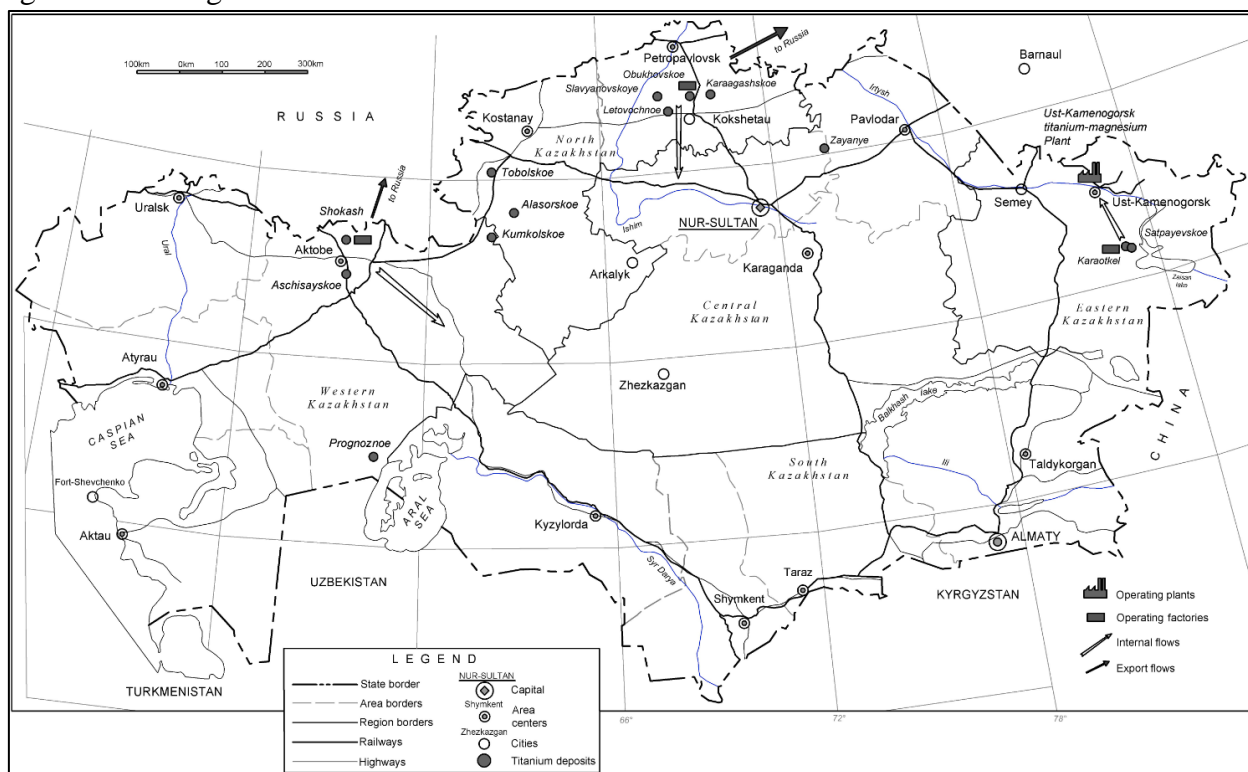 100km 0km 100km 200km 300km
RUSSIA
to Russia
Barnaul
Petropavlovsk
Obukhovskoe
Slavyanovskoye
Karaagashskoe
Letovochnoe
Kokshetau
Irtysh
Pavlodar
Ust-Kamenogorsk
titanium-magnesium
Plant
Kostanay
North
Kazakhstan
Zayanye
Tobolskoe
to Russia
Uralsk
Shokash
Alasorskoe
Semey
Ust-Kamenogorsk
Ural
Aktobe
Kumkolskoe
Ishim
NUR-SULTAN
Satpayevskoe
Karaotkel
Aschisayskoe
Arkalyk
Karaganda
Central
Kazakhstan
Eastern
Kazakhstan
Atyrau
Zhezkazgan
Western
Kazakhstan
Balkhash lake
CASPIAN
SEA
CHINA
Prognoznoe
South
Kazakhstan
Ili
Taldykorgan
Fort-Shevchenko
ARAL
SEA
Kyzylorda
Aktau
ALMATY
UZBEKISTAN
Syr Darya
Taraz
Shymkent
KYRGYZSTAN
Operating plants
Operating factories
Internal flows
Export flows
TURKMENISTAN
LEGEND
State border
Area borders
Region borders
Railways
Highways
NUR-SULTAN
Capital
Shymkent
Area
centers
Zhezkazgan
Cities
Titanium deposits
66°
72°
78°